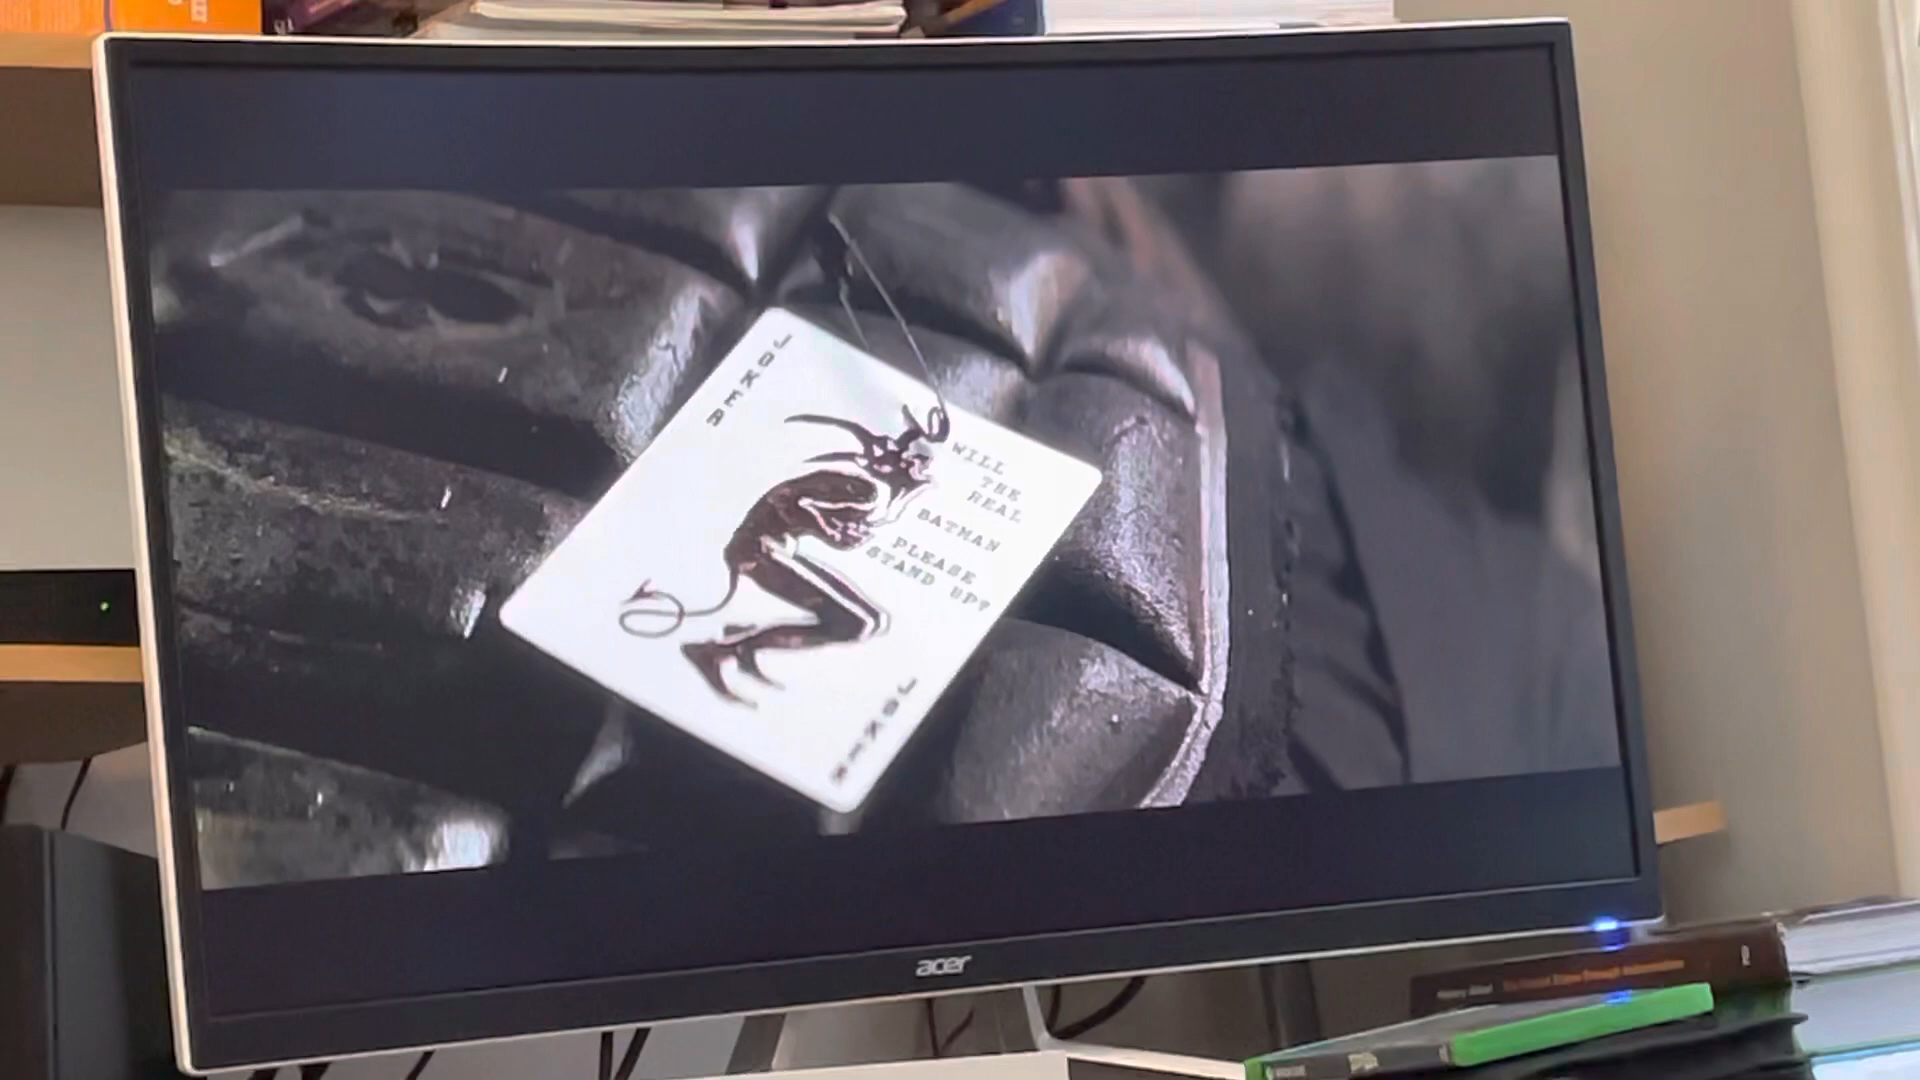 JOKER
WILL
THE
REAL
BATMAN
PLEASE
STAND UP?
JOKER
acer